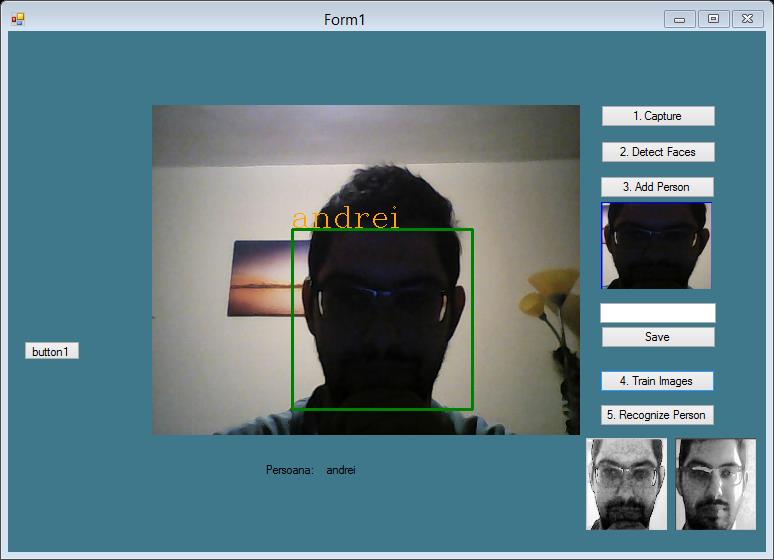 Form1
1. Capture
2. Detect Faces
3. Add Person
andrei
button1
Save
4. Train Images
5. Recognize Person
Persoana: andrei